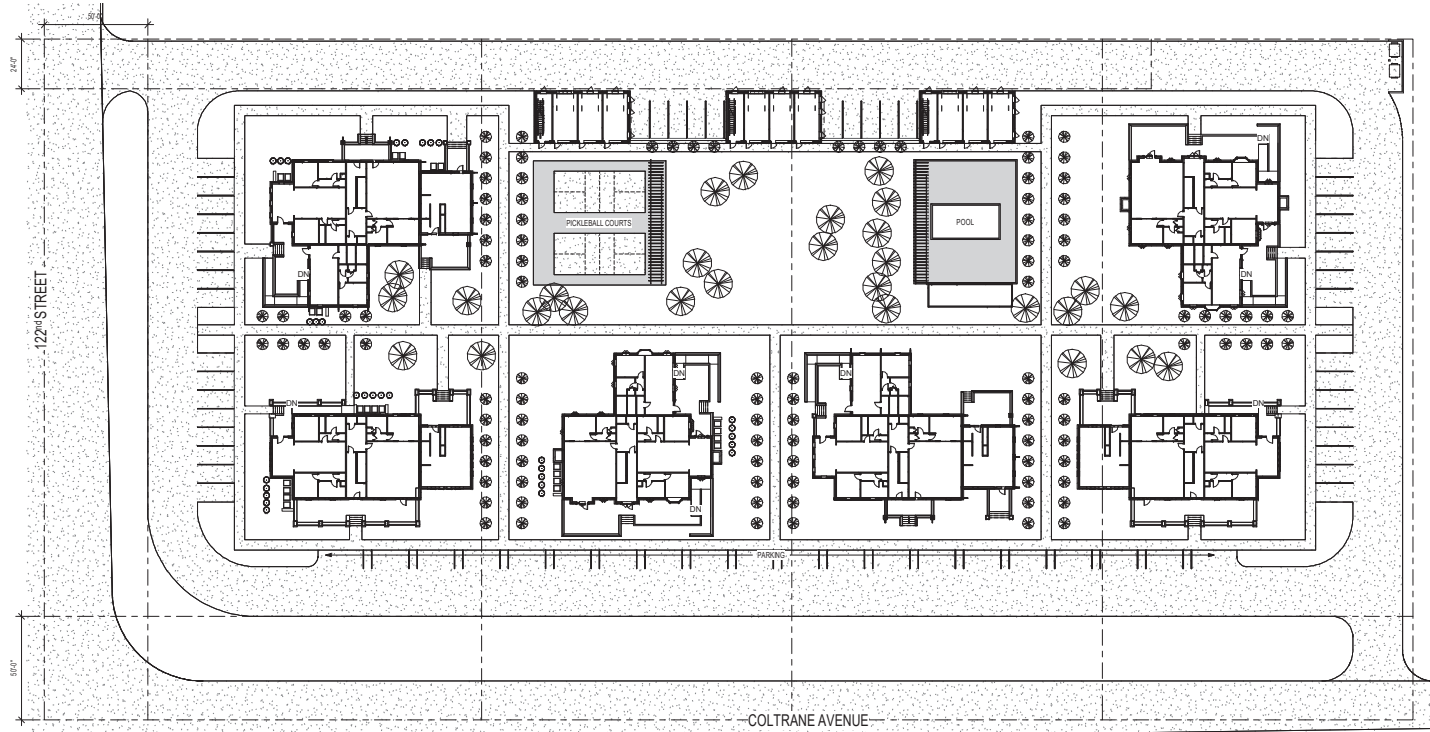 50'-0"
24'-0"
DN
PICKLEBALL COURTS
POOL
DN
DN
122nd STREET
DN
DN
DN
DN
DN
PARKING
50'-0"
COLTRANE AVENUE